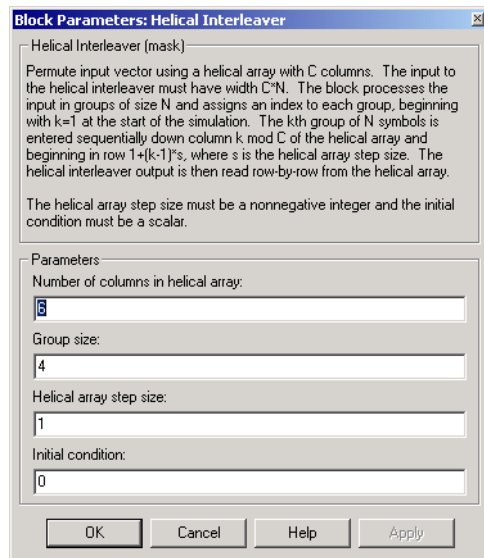 Block Parameters: Helical Interleaver
Helical Interleaver (mask)
Permute input vector using a helical array with C columns. The input to
the helical interleaver must have width C*N. The block processes the
input in groups of size N and assigns an index to each group, beginning
with k=1 at the start of the simulation. The kth group of N symbols is
entered sequentially down column k mod C of the helical array and
beginning in row 1+(k-1)*s, where s is the helical array step size. The
helical interleaver output is then read row-by-row from the helical array.
The helical array step size must be a nonnegative integer and the initial
condition must be a scalar.
Parameters
Number of columns in helical array:
6
Group size:
4
Helical array step size:
1
Initial condition:
0
OK Cancel Help Apply